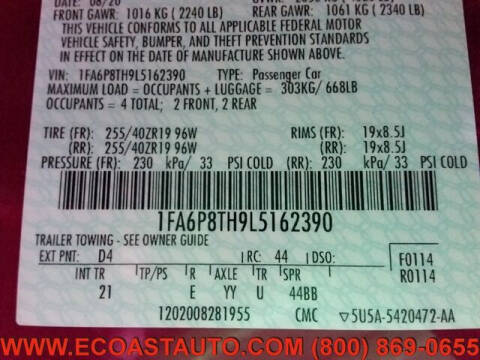 DATE: 08/20
FRONT GAWR: 1016 KG ( 2240 LB) REAR GAWR: 1061 KG ( 2340 LB)
THIS VEHICLE CONFORMS TO ALL APPLICABLE FEDERAL MOTOR
VEHICLE SAFETY, BUMPER, AND THEFT PREVENTION STANDARDS
IN EFFECT ON THE DATE OF MANUFACTURE SHOWN ABOVE.
VIN: 1FA6P8TH9L5162390 TYPE: Passenger Car
MAXIMUM LOAD = OCCUPANTS + LUGGAGE = 303KG/ 668LB
OCCUPANTS = 4 TOTAL; 2 FRONT, 2 REAR
TIRE (FR): 255/40ZR19 96W RIMS (FR): 19x8.5J
(RR): 255/40ZR19 96W (RR): 19x8.5J
PRESSURE (FR): 230 kPa/ 33 PSI COLD (RR): 230 kPa/ 33 PSI COLD
1FA6P8TH9L5162390
TRAILER TOWING - SEE OWNER GUIDE
EXT PNT: D4 RC: 44 DSO: F0114
INT TR TP/PS R AXLE TR SPR R0114
21 E YY U 44BB
1202008281955 CMC ▽5U5A-5420472-AA
WWW.ECOASTAUTO.COM (800) 869-0655